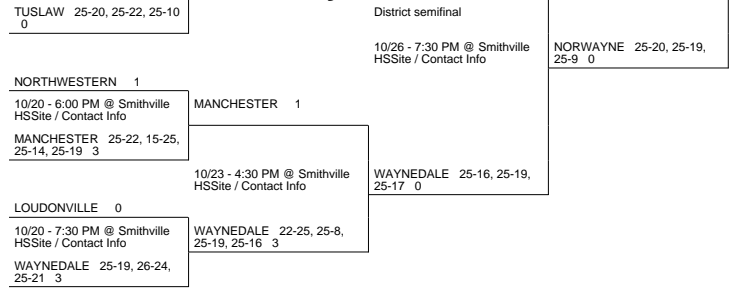 TUSLAW 25-20, 25-22, 25-10
0
District semifinal
10/26 - 7:30 PM @ Smithville
HSSite / Contact Info
NORWAYNE 25-20, 25-19,
25-9 0
NORTHWESTERN 1
10/20 - 6:00 PM @ Smithville
HSSite / Contact Info
MANCHESTER 1
MANCHESTER 25-22, 15-25,
25-14, 25-19 3
10/23 - 4:30 PM @ Smithville
HSSite / Contact Info
WAYNEDALE 25-16, 25-19,
25-17 0
LOUDONVILLE 0
10/20 - 7:30 PM @ Smithville
HSSite / Contact Info
WAYNEDALE 22-25, 25-8,
25-19, 25-16 3
WAYNEDALE 25-19, 26-24,
25-21 3